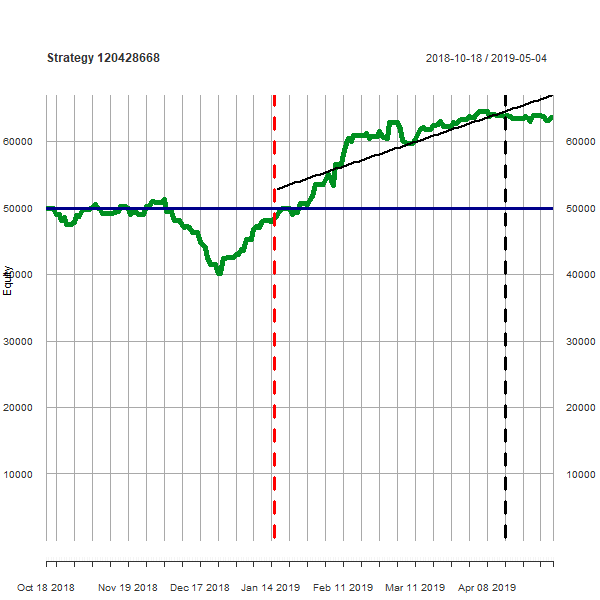 Strategy 120428668 2018-10-18 / 2019-05-04
60000 60000
50000 50000
Equity
40000 40000
30000 30000
20000 20000
10000 10000
Oct 18 2018 Nov 19 2018 Dec 17 2018 Jan 14 2019 Feb 11 2019 Mar 11 2019 Apr 08 2019